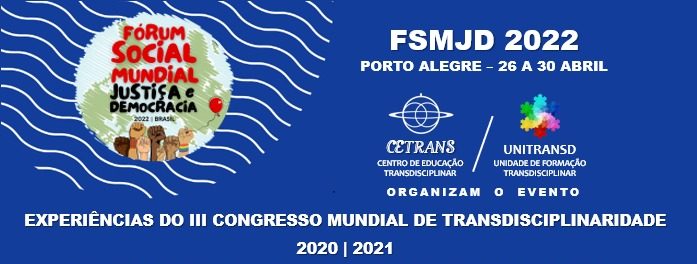 FÓRUM
SOCIAL
MUNDIAL
JUSTIÇA e
DEMOCRACIA
2022 | BRASIL
FSMJD 2022
PORTO ALEGRE – 26 A 30 ABRIL
CETRANS
CENTRO DE EDUCAÇÃO
TRANSDISCIPLINAR
/
UNITRANSD
UNIDADE DE FORMAÇÃO
TRANSDISCIPLINAR
ORGANIZAM O EVENTO
EXPERIÊNCIAS DO III CONGRESSO MUNDIAL DE TRANSDISCIPLINARIDADE
2020 | 2021